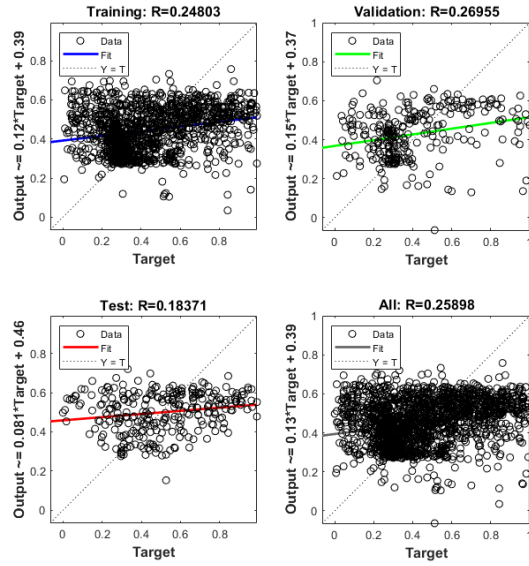 Training: R=0.24803
Data
Fit
Y = T
Output ~= 0.12*Target + 0.39
0 0.2 0.4 0.6 0.8
0 0.2 0.4 0.6 0.8
Target
Validation: R=0.26955
Data
Fit
Y = T
Output ~= 0.15*Target + 0.37
0 0.2 0.4 0.6 0.8 1
0 0.2 0.4 0.6 0.8 1
Target
Test: R=0.18371
Data
Fit
Y = T
Output ~= 0.081*Target + 0.46
0 0.2 0.4 0.6 0.8
0 0.2 0.4 0.6 0.8
Target
All: R=0.25898
Data
Fit
Y = T
Output ~= 0.13*Target + 0.39
0 0.2 0.4 0.6 0.8 1
0 0.2 0.4 0.6 0.8 1
Target